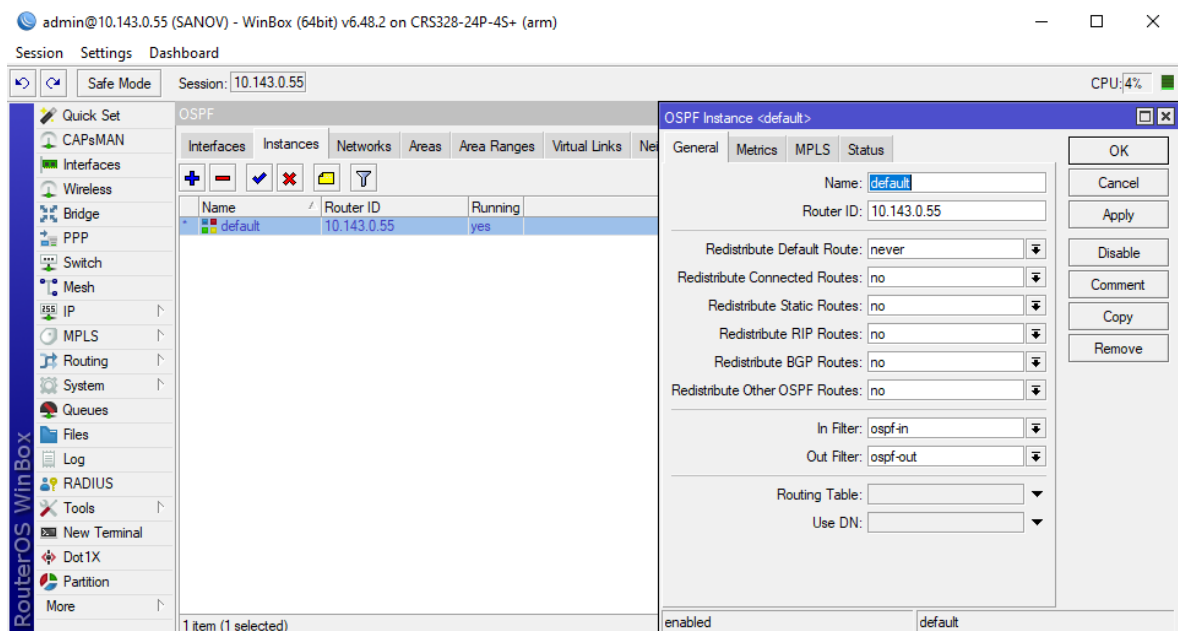 admin@10.143.0.55 (SANOV) - WinBox (64bit) v6.48.2 on CRS328-24P-4S+ (arm)
Session Settings Dashboard
Safe Mode Session: 10.143.0.55 CPU: 4%
Quick Set
CAPsMAN
Interfaces
Wireless
Bridge
PPP
Switch
Mesh
255 IP
MPLS
Routing
System
Queues
Files
Log
RADIUS
Tools
New Terminal
Dot1X
Partition
More
RouterOS WinBox
OSPF
Interfaces Instances Networks Areas Area Ranges Virtual Links Nei
Name / Router ID Running
* default 10.143.0.55 yes
1 item (1 selected)
OSPF Instance <default>
General Metrics MPLS Status
Name: default
Router ID: 10.143.0.55
Redistribute Default Route: never
Redistribute Connected Routes: no
Redistribute Static Routes: no
Redistribute RIP Routes: no
Redistribute BGP Routes: no
Redistribute Other OSPF Routes: no
In Filter: ospf-in
Out Filter: ospf-out
Routing Table:
Use DN:
OK
Cancel
Apply
Disable
Comment
Copy
Remove
enabled default